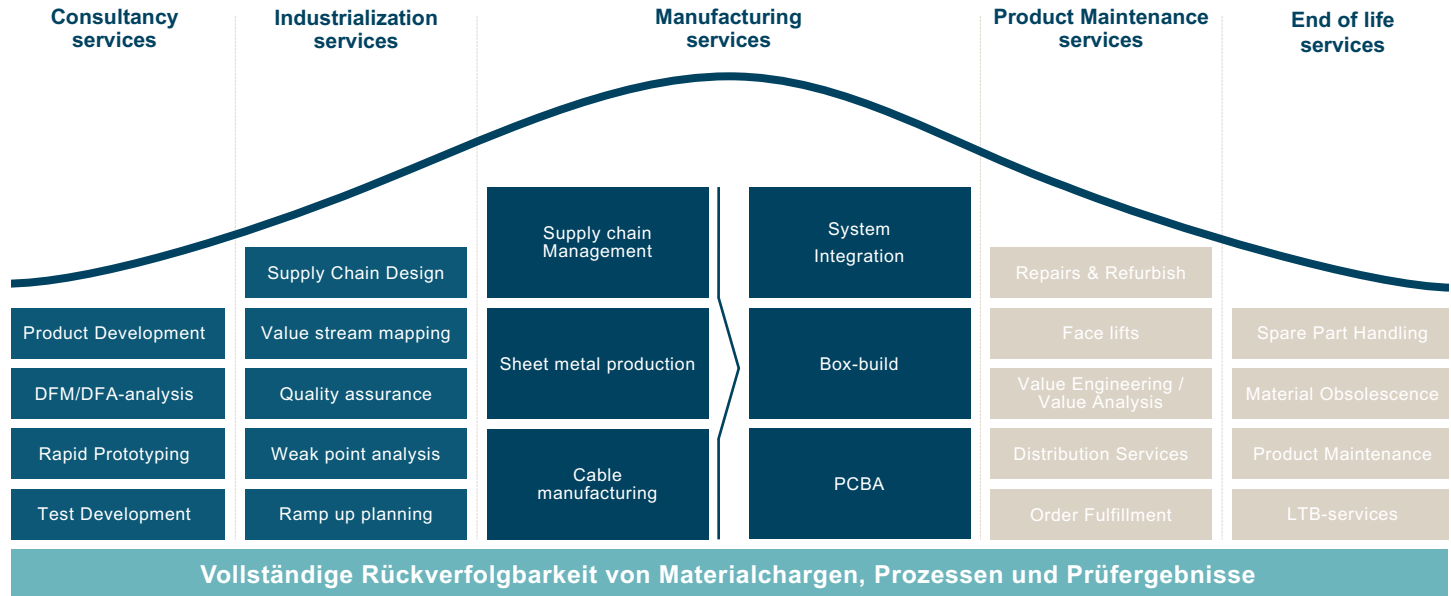 Consultancy
services
Industrialization
services
Manufacturing
services
Product Maintenance
services
End of life
services
Product Development
DFM/DFA-analysis
Rapid Prototyping
Test Development
Supply Chain Design
Value stream mapping
Quality assurance
Weak point analysis
Ramp up planning
Supply chain
Management
Sheet metal production
Cable
manufacturing
System
Integration
Box-build
PCBA
Repairs & Refurbish
Face lifts
Value Engineering /
Value Analysis
Distribution Services
Order Fulfillment
Spare Part Handling
Material Obsolescence
Product Maintenance
LTB-services
Vollständige Rückverfolgbarkeit von Materialchargen, Prozessen und Prüfergebnisse